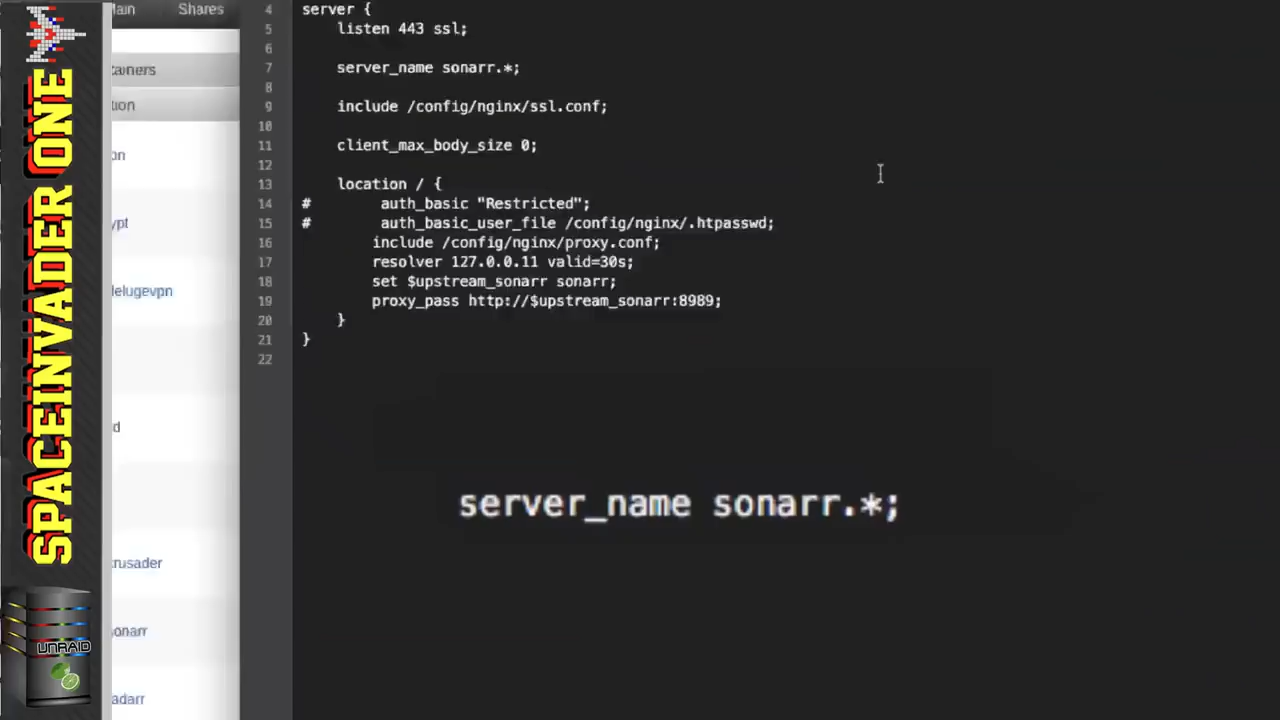 SPACEINVADER ONE
UNRAID
Main
Shares
tainers
tion
pn
ypt
delugevpn
d
crusader
sonarr
adarr
4 server {
5 listen 443 ssl;
6
7 server_name sonarr.*;
8
9 include /config/nginx/ssl.conf;
10
11 client_max_body_size 0;
12
13 location / {
14 # auth_basic "Restricted";
15 # auth_basic_user_file /config/nginx/.htpasswd;
16 include /config/nginx/proxy.conf;
17 resolver 127.0.0.11 valid=30s;
18 set $upstream_sonarr sonarr;
19 proxy_pass http://$upstream_sonarr:8989;
20 }
21 }
22
server_name sonarr.*;